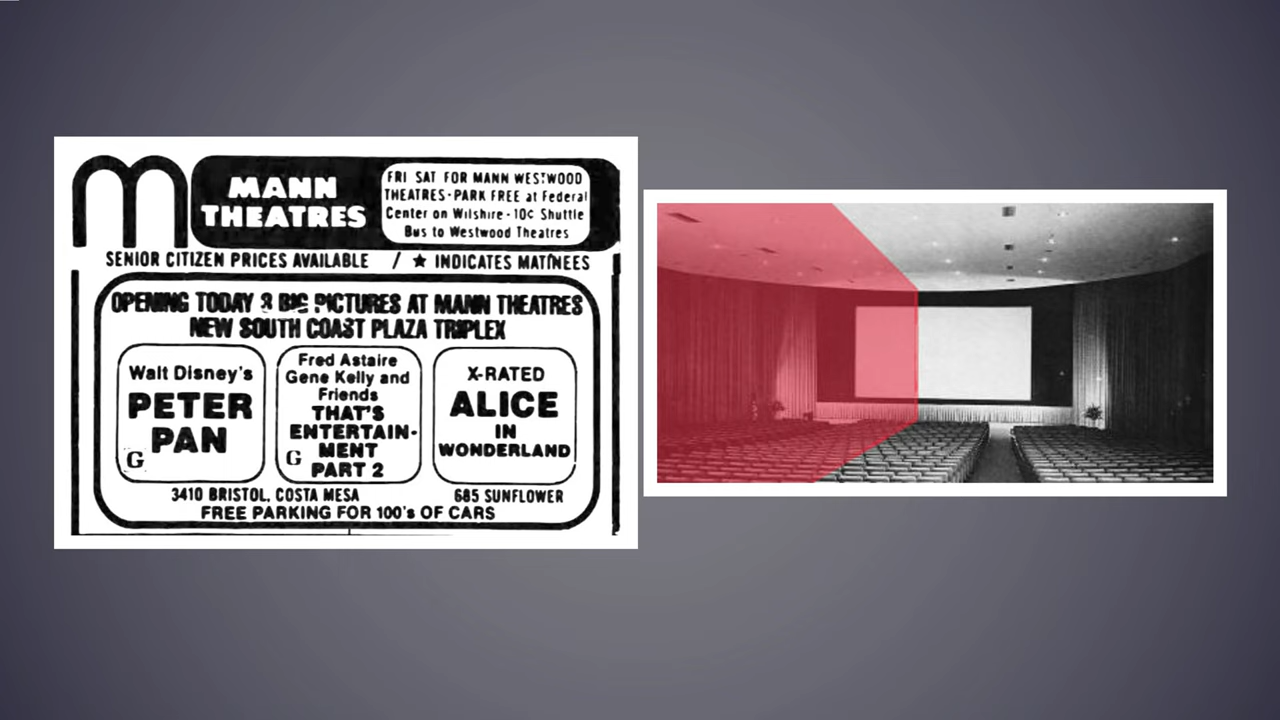 m
MANN
THEATRES
FRI SAT FOR MANN WESTWOOD
THEATRES - PARK FREE at Federal
Center on Wilshire - 10c Shuttle
Bus to Westwood Theatres
SENIOR CITIZEN PRICES AVAILABLE / ★ INDICATES MATINEES
OPENING TODAY 3 BIG PICTURES AT MANN THEATRES
NEW SOUTH COAST PLAZA TRIPLEX
Walt Disney's
PETER
PAN
G
Fred Astaire
Gene Kelly and
Friends
THAT'S
ENTERTAIN-
MENT
PART 2
G
X-RATED
ALICE
IN
WONDERLAND
3410 BRISTOL, COSTA MESA
685 SUNFLOWER
FREE PARKING FOR 100's OF CARS